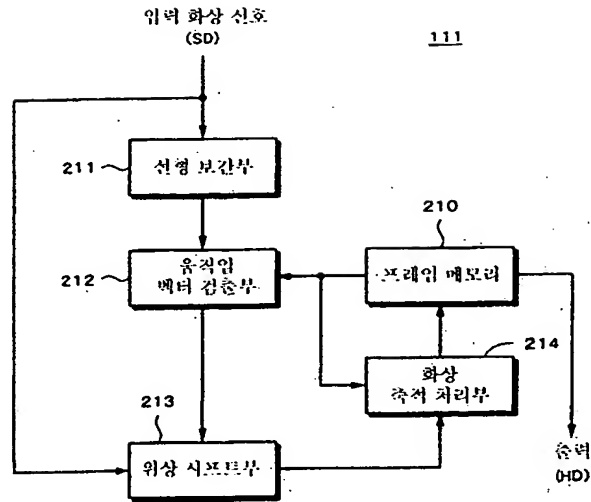 입력 화상 신호
(SD)
111
211
선형 보간부
210
212
움직임
벡터 검출부
프레임 메모리
214
화상
축적 처리부
213
위상 시프트부
출력
(HD)